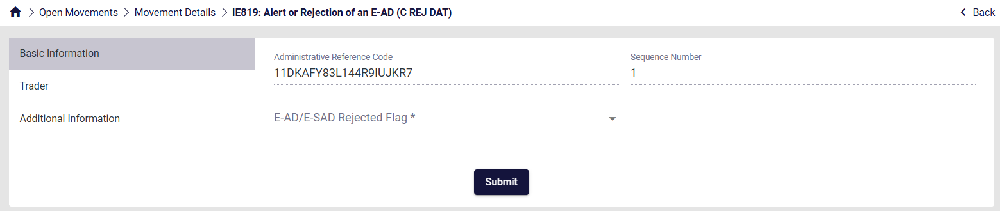 Open Movements > Movement Details > IE819: Alert or Rejection of an E-AD (C REJ DAT)
Back
Basic Information
Trader
Additional Information
Administrative Reference Code
11DKAFY83L144R9IUJKR7
Sequence Number
1
E-AD/E-SAD Rejected Flag *
Submit